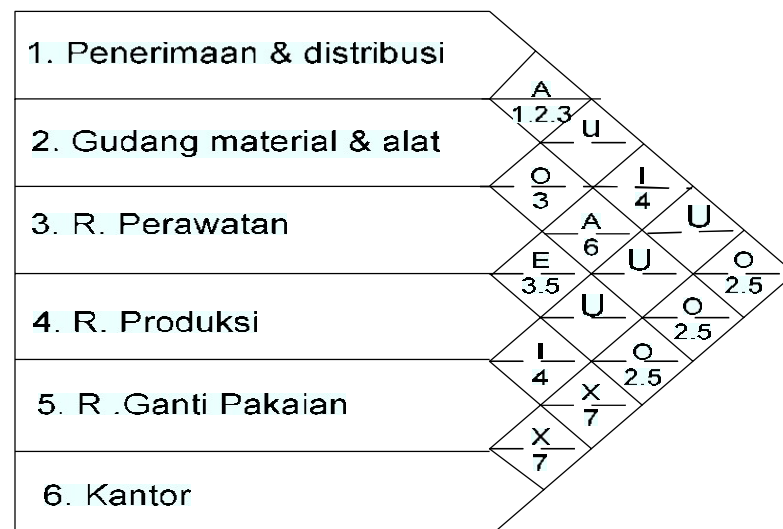 1. Penerimaan & distribusi
A
1.2.3
u
2. Gudang material & alat
O
3
I
4
U
3. R. Perawatan
A
6
U
O
2.5
E
3.5
U
O
2.5
4. R. Produksi
I
4
O
2.5
5. R .Ganti Pakaian
X
7
X
7
6. Kantor